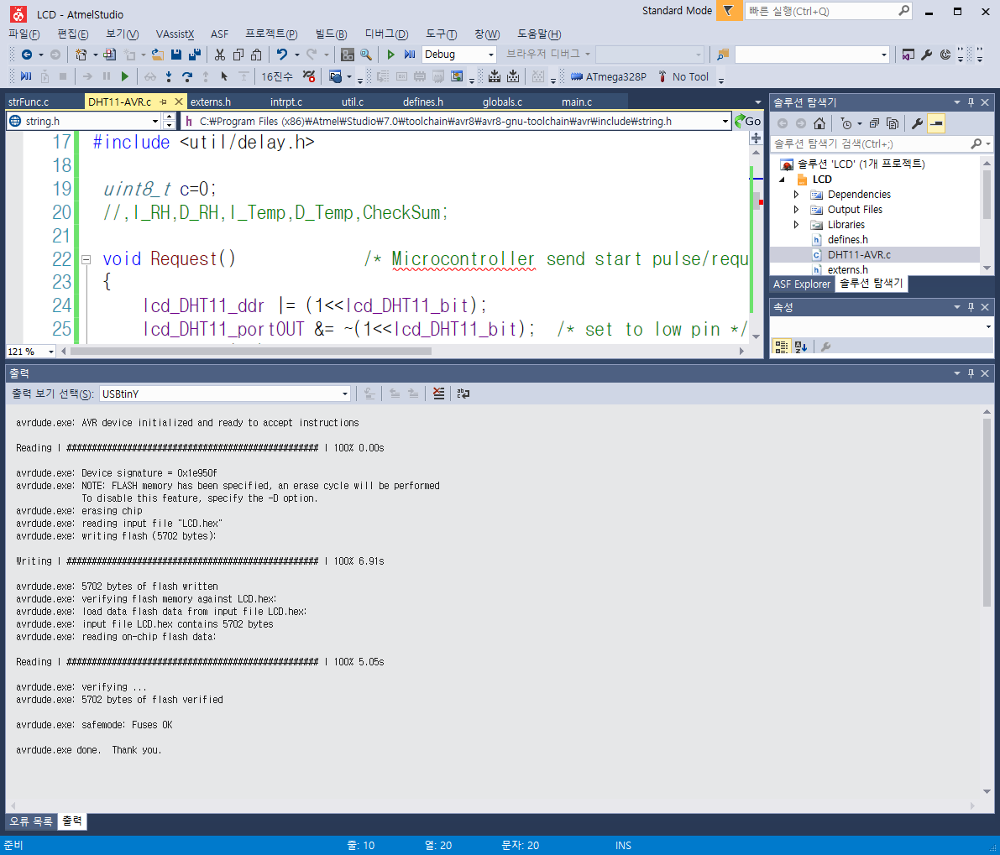 LCD - AtmelStudio
Standard Mode
빠른 실행(Ctrl+Q)
파일(F) 편집(E) 보기(V) VAssistX ASF 프로젝트(P) 빌드(B) 디버그(D) 도구(T) 창(W) 도움말(H)
Debug 브라우저 디버그
16진수 ATmega328P No Tool
strFunc.c DHT11-AVR.c externs.h intrpt.c util.c defines.h globals.c main.c
string.h h C:₩Program Files (x86)₩Atmel₩Studio₩7.0₩toolchain₩avr8₩avr8-gnu-toolchain₩avr₩include₩string.h Go
17 #include <util/delay.h>
18
19 uint8_t c=0;
20 //,I_RH,D_RH,I_Temp,D_Temp,CheckSum;
21
22 void Request() /* Microcontroller send start pulse/requ
23 {
24 lcd_DHT11_ddr |= (1<<lcd_DHT11_bit);
25 lcd_DHT11_portOUT &= ~(1<<lcd_DHT11_bit); /* set to low pin */
121 %
솔루션 탐색기
솔루션 탐색기 검색(Ctrl+;)
솔루션 'LCD' (1개 프로젝트)
LCD
Dependencies
Output Files
Libraries
defines.h
DHT11-AVR.c
externs.h
ASF Explorer 솔루션 탐색기
속성
출력
출력 보기 선택(S): USBtinY
avrdude.exe: AVR device initialized and ready to accept instructions
Reading | ################################################## | 100% 0.00s
avrdude.exe: Device signature = 0x1e950f
avrdude.exe: NOTE: FLASH memory has been specified, an erase cycle will be performed
To disable this feature, specify the -D option.
avrdude.exe: erasing chip
avrdude.exe: reading input file "LCD.hex"
avrdude.exe: writing flash (5702 bytes):
Writing | ################################################## | 100% 6.91s
avrdude.exe: 5702 bytes of flash written
avrdude.exe: verifying flash memory against LCD.hex:
avrdude.exe: load data flash data from input file LCD.hex:
avrdude.exe: input file LCD.hex contains 5702 bytes
avrdude.exe: reading on-chip flash data:
Reading | ################################################## | 100% 5.05s
avrdude.exe: verifying ...
avrdude.exe: 5702 bytes of flash verified
avrdude.exe: safemode: Fuses OK
avrdude.exe done.  Thank you.
오류 목록 출력
준비 줄: 10 열: 20 문자: 20 INS